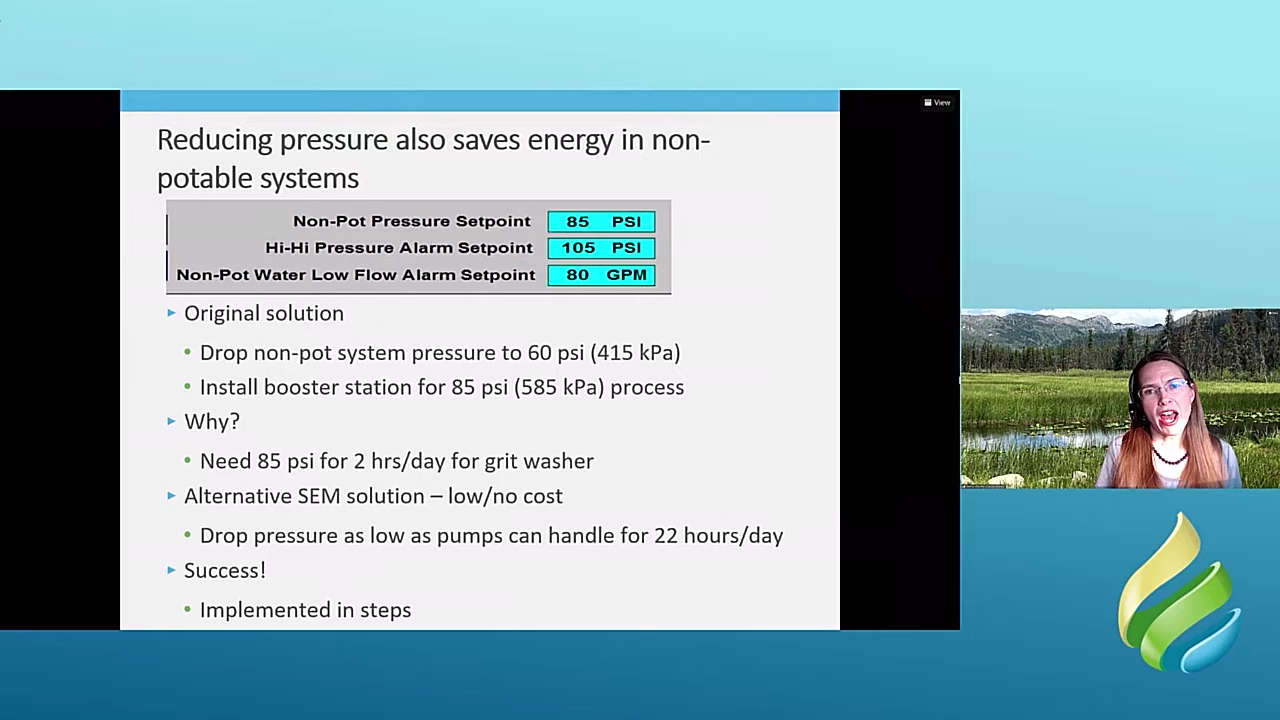 View
Reducing pressure also saves energy in non-
potable systems
Non-Pot Pressure Setpoint 85 PSI
Hi-Hi Pressure Alarm Setpoint 105 PSI
Non-Pot Water Low Flow Alarm Setpoint 80 GPM
Original solution
Drop non-pot system pressure to 60 psi (415 kPa)
Install booster station for 85 psi (585 kPa) process
Why?
Need 85 psi for 2 hrs/day for grit washer
Alternative SEM solution – low/no cost
Drop pressure as low as pumps can handle for 22 hours/day
Success!
Implemented in steps